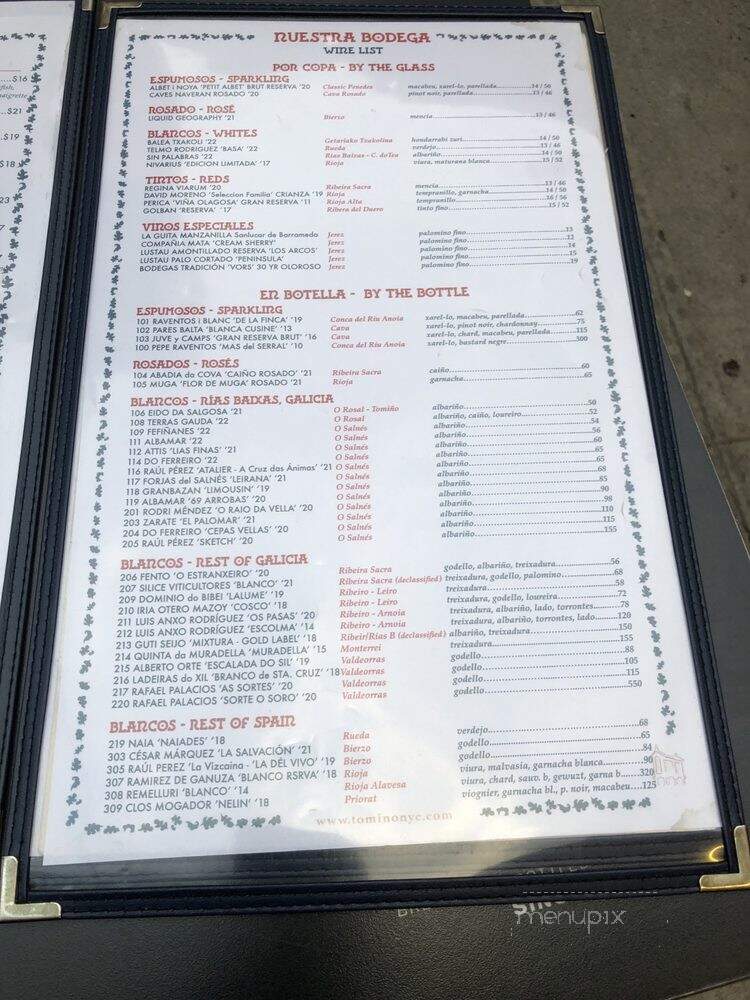 ...$16
fish,
naigrette
...$21
..$19
$18
NUESTRA BODEGA
WINE LIST
POR COPA - BY THE GLASS
ESPUMOSOS - SPARKLING
ALBET i NOYA 'PETIT ALBET' BRUT RESERVA '20 Classic Penedes macabeu, xarel-lo, parellada 14 / 50
CAVES NAVERAN ROSADO '20 Cava Rosado pinot noir, parellada 13 / 46
ROSADO - ROSÉ
LIQUID GEOGRAPHY '21 Bierzo mencía 13 / 46
BLANCOS - WHITES
BALEA TXAKOLI '22 Getariako Txakolina hondarrabi zuri 14 / 50
TELMO RODRIGUEZ 'BASA' '22 Rueda verdejo 13 / 46
SIN PALABRAS '22 Rías Baixas - C. doTea albariño 14 / 50
NIVARIUS 'EDICION LIMITADA' '17 Rioja viura, maturana blanca 15 / 52
TINTOS - REDS
REGINA VIARUM '20 Ribeira Sacra mencía 13 / 46
DAVID MORENO 'Seleccion Familia' CRIANZA '19 Rioja tempranillo, garnacha 14 / 50
PERICA 'VIÑA OLAGOSA' GRAN RESERVA '11 Rioja Alta tempranillo 16 / 56
GOLBAN 'RESERVA' '17 Ribera del Duero tinto fino 15 / 52
VINOS ESPECIALES
LA GUITA MANZANILLA Sanlucar de Barrameda Jerez palomino fino 13
COMPAÑIA MATA 'CREAM SHERRY' Jerez palomino fino 12
LUSTAU AMONTILLADO RESERVA 'LOS ARCOS' Jerez palomino fino 14
LUSTAU PALO CORTADO 'PENINSULA' Jerez palomino fino 15
BODEGAS TRADICIÓN 'VORS' 30 YR OLOROSO Jerez palomino fino 19
EN BOTELLA - BY THE BOTTLE
ESPUMOSOS - SPARKLING
101 RAVENTOS i BLANC 'DE LA FINCA' '19 Conca del Riu Anoia xarel-lo, macabeu, parellada 62
102 PARES BALTA 'BLANCA CUSINE' '13 Cava xarel-lo, pinot noir, chardonnay 75
103 JUVE y CAMPS 'GRAN RESERVA BRUT' '16 Cava xarel-lo, chard, macabeu, parellada 115
100 PEPE RAVENTOS 'MAS del SERRAL' '10 Conca del Riu Anoia xarel-lo, bastard negre 300
ROSADOS - ROSÉS
104 ABADIA da COVA 'CAIÑO ROSADO' '21 Ribeira Sacra caiño 60
105 MUGA 'FLOR DE MUGA' ROSADO '21 Rioja garnacha 65
BLANCOS - RÍAS BAIXAS, GALICIA
106 EIDO DA SALGOSA '21 O Rosal - Tomiño albariño 50
108 TERRAS GAUDA '22 O Rosal albariño, caiño, loureiro 52
109 FEFIÑANES '22 O Salnés albariño 54
111 ALBAMAR '22 O Salnés albariño 56
112 ATTIS 'LIAS FINAS' '21 O Salnés albariño 60
114 DO FERREIRO '22 O Salnés albariño 65
116 RAÚL PÉREZ 'ATALIER - A Cruz das Ánimas' '21 O Salnés albariño 65
117 FORJAS del SALNÉS 'LEIRANA' '21 O Salnés albariño 68
118 GRANBAZAN 'LIMOUSIN' '19 O Salnés albariño 85
119 ALBAMAR '69 ARROBAS' '20 O Salnés albariño 90
201 RODRI MÉNDEZ 'O RAIO DA VELLA' '20 O Salnés albariño 98
203 ZARATE 'EL PALOMAR' '21 O Salnés albariño 110
204 DO FERREIRO 'CEPAS VELLAS' '20 O Salnés albariño 115
205 RAÚL PÉREZ 'SKETCH' '20 O Salnés albariño 155
BLANCOS - REST OF GALICIA
206 FENTO 'O ESTRANXEIRO' '20 Ribeira Sacra godello, albariño, treixadura 56
207 SILICE VITICULTORES 'BLANCO' '21 Ribeira Sacra (declassified) treixadura, godello, palomino 68
209 DOMINIO do BIBEI 'LALUME' '19 Ribeiro - Leiro treixadura 58
210 IRIA OTERO MAZOY 'COSCO' '18 Ribeiro - Leiro treixadura, godello, loureira 72
211 LUIS ANXO RODRÍGUEZ 'OS PASAS' '20 Ribeiro - Arnoia treixadura, albariño, lado, torrontes 78
212 LUIS ANXO RODRÍGUEZ 'ESCOLMA' '14 Ribeiro - Arnoia treixadura, albariño, torrontes, lado 120
213 GUTI SEIJO 'MIXTURA - GOLD LABEL' '18 Ribeir/Rias B (declassified) albariño, treixadura 150
214 QUINTA da MURADELLA 'MURADELLA' '15 Monterrei treixadura 155
215 ALBERTO ORTE 'ESCALADA DO SIL' '19 Valdeorras godello 88
216 LADEIRAS do XIL 'BRANCO de STA. CRUZ' '18 Valdeorras godello 105
217 RAFAEL PALACIOS 'AS SORTES' '20 Valdeorras godello 115
220 RAFAEL PALACIOS 'SORTE O SORO' '20 Valdeorras godello 550
BLANCOS - REST OF SPAIN
219 NAIA 'NAIADES' '18 Rueda verdejo 68
303 CÉSAR MÁRQUEZ 'LA SALVACIÓN' '21 Bierzo godello 65
305 RAÚL PEREZ 'La Vizcaina - 'LA DÉL VIVO' '19 Bierzo godello 84
307 RAMIREZ DE GANUZA 'BLANCO RSRVA' '18 Rioja viura, malvasía, garnacha blanca 90
308 REMELLURI 'BLANCO' '14 Rioja Alavesa viura, chard, sauv. b, gewuzt, garna b 320
309 CLOS MOGADOR 'NELIN' '18 Priorat viognier, garnacha bl., p. noir, macabeu 125
www.tominonyc.com
menupix